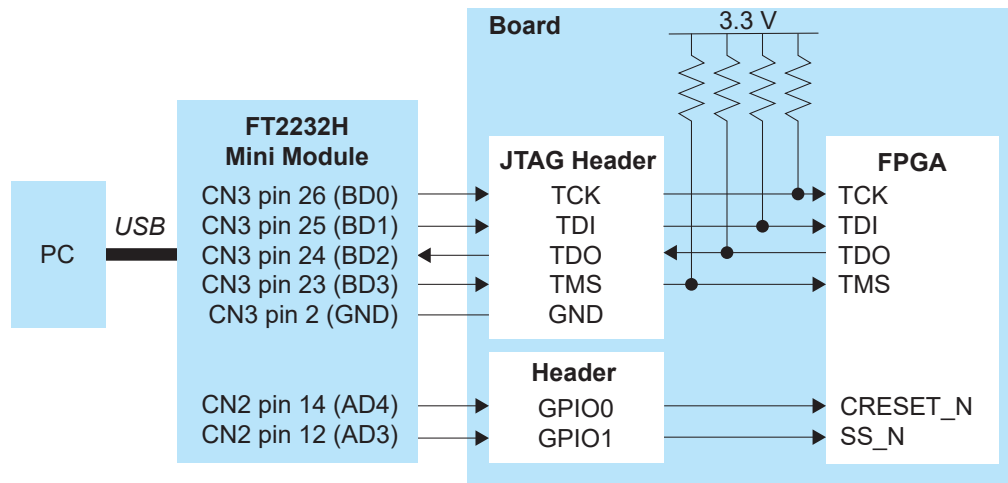 Board
3.3 V
FT2232H
Mini Module
JTAG Header
FPGA
CN3 pin 26 (BD0)
TCK
TCK
CN3 pin 25 (BD1)
TDI
TDI
PC
USB
CN3 pin 24 (BD2)
TDO
TDO
CN3 pin 23 (BD3)
TMS
TMS
CN3 pin 2 (GND)
GND
Header
CN2 pin 14 (AD4)
GPIO0
CRESET_N
CN2 pin 12 (AD3)
GPIO1
SS_N